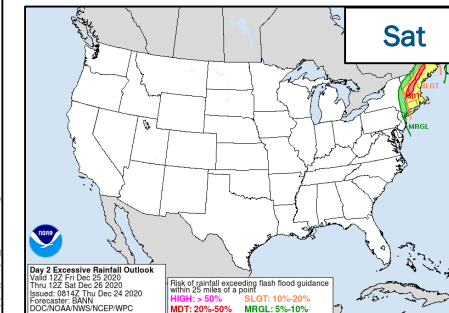 Sat
SLGT
MDT
MRGL
NOAA
Day 2 Excessive Rainfall Outlook
Valid 12Z Fri Dec 25 2020
Thru 12Z Sat Dec 26 2020
Issued: 0814Z Thu Dec 24 2020
Forecaster: BANN
DOC/NOAA/NWS/NCEP/WPC
Risk of rainfall exceeding flash flood guidance
within 25 miles of a point
HIGH: > 50% SLGT: 10%-20%
MDT: 20%-50% MRGL: 5%-10%